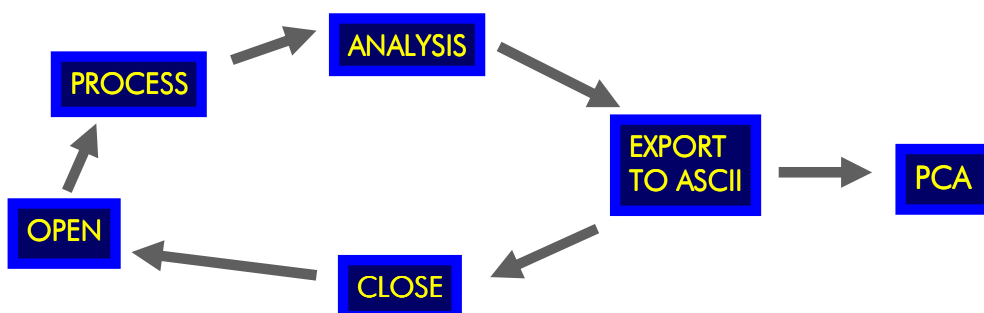 ANALYSIS
PROCESS
EXPORT
TO ASCII
PCA
OPEN
CLOSE